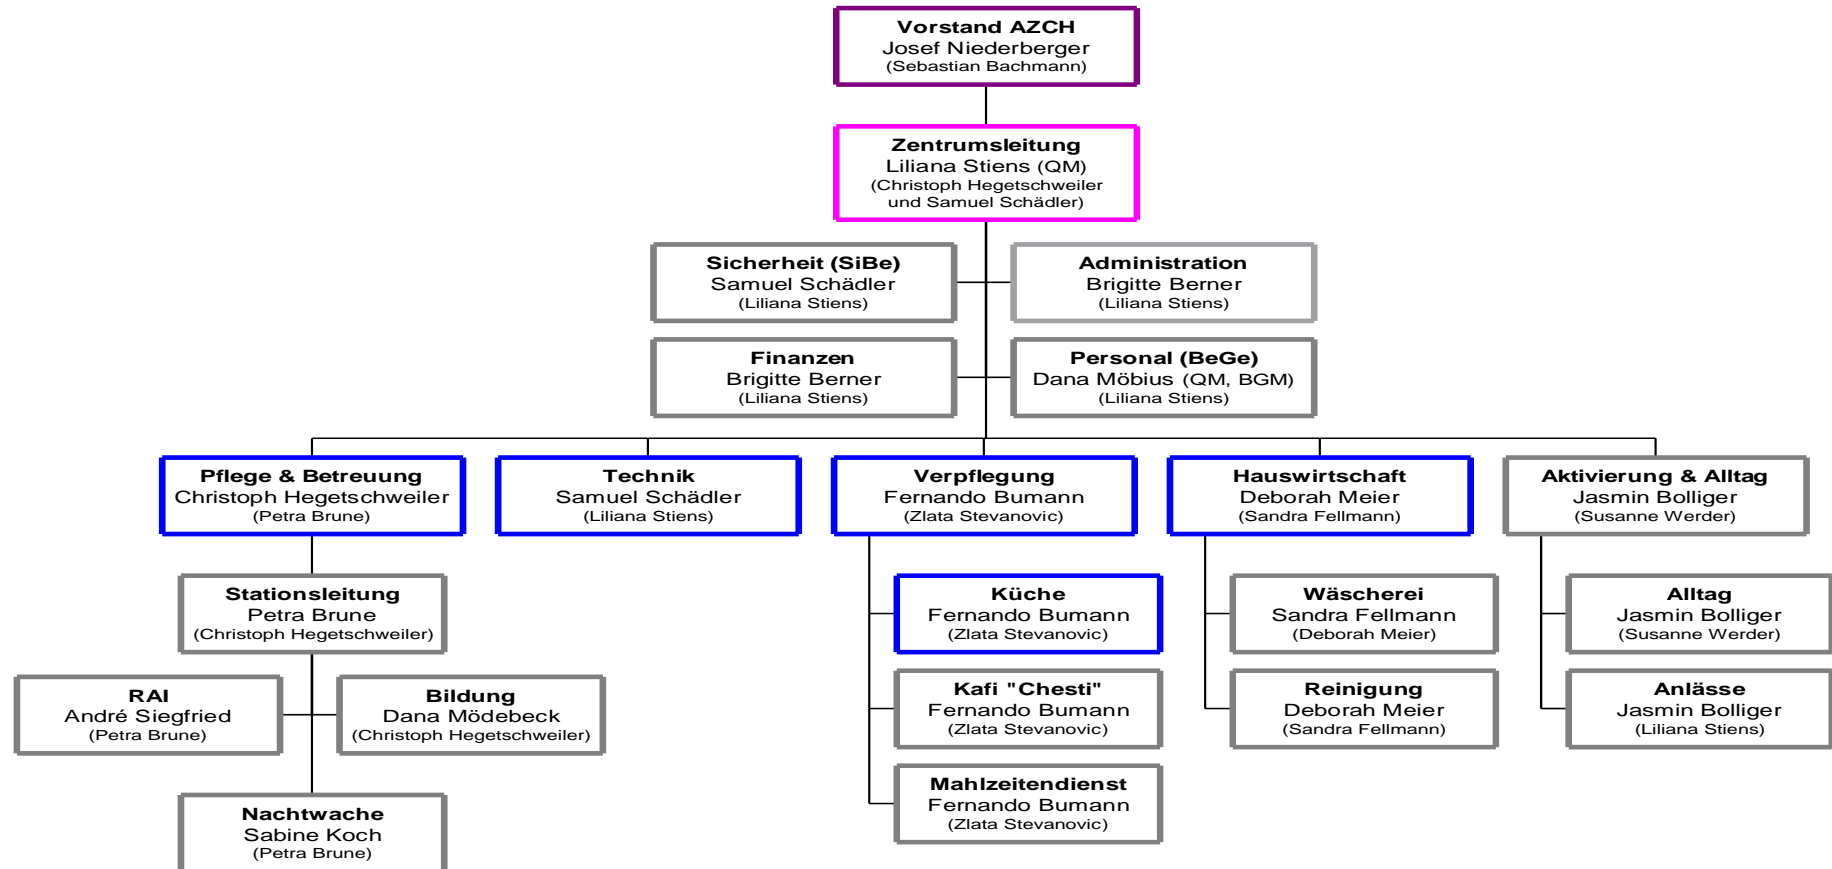 Vorstand AZCH
Josef Niederberger
(Sebastian Bachmann)
Zentrumsleitung
Liliana Stiens (QM)
(Christoph Hegetschweiler
und Samuel Schädler)
Sicherheit (SiBe)
Samuel Schädler
(Liliana Stiens)
Administration
Brigitte Berner
(Liliana Stiens)
Finanzen
Brigitte Berner
(Liliana Stiens)
Personal (BeGe)
Dana Möbius (QM, BGM)
(Liliana Stiens)
Pflege & Betreuung
Christoph Hegetschweiler
(Petra Brune)
Technik
Samuel Schädler
(Liliana Stiens)
Verpflegung
Fernando Bumann
(Zlata Stevanovic)
Hauswirtschaft
Deborah Meier
(Sandra Fellmann)
Aktivierung & Alltag
Jasmin Bolliger
(Susanne Werder)
Stationsleitung
Petra Brune
(Christoph Hegetschweiler)
Küche
Fernando Bumann
(Zlata Stevanovic)
Wäscherei
Sandra Fellmann
(Deborah Meier)
Alltag
Jasmin Bolliger
(Susanne Werder)
RAI
André Siegfried
(Petra Brune)
Bildung
Dana Mödebeck
(Christoph Hegetschweiler)
Kafi "Chesti"
Fernando Bumann
(Zlata Stevanovic)
Reinigung
Deborah Meier
(Sandra Fellmann)
Anlässe
Jasmin Bolliger
(Liliana Stiens)
Mahlzeitendienst
Fernando Bumann
(Zlata Stevanovic)
Nachtwache
Sabine Koch
(Petra Brune)